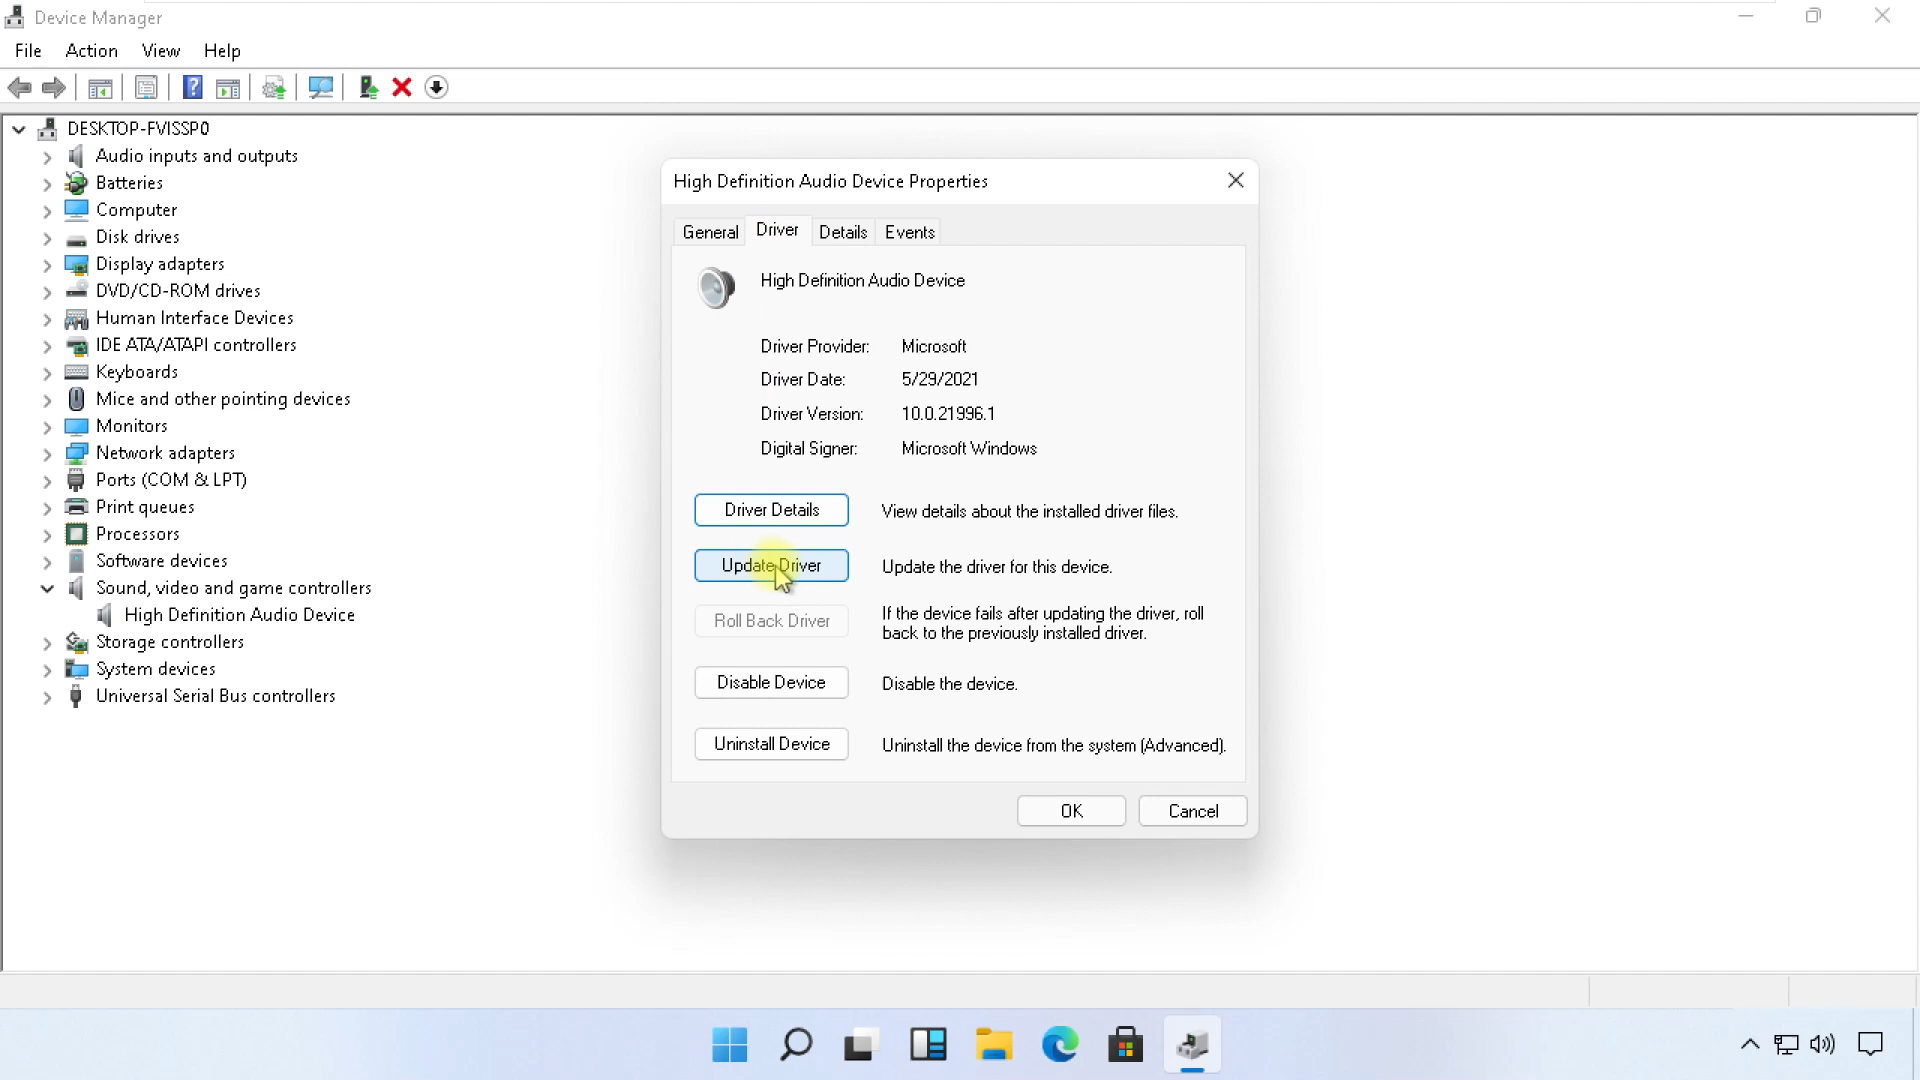 Device Manager
File Action View Help
DESKTOP-FVISSP0
Audio inputs and outputs
Batteries
Computer
Disk drives
Display adapters
DVD/CD-ROM drives
Human Interface Devices
IDE ATA/ATAPI controllers
Keyboards
Mice and other pointing devices
Monitors
Network adapters
Ports (COM & LPT)
Print queues
Processors
Software devices
Sound, video and game controllers
High Definition Audio Device
Storage controllers
System devices
Universal Serial Bus controllers
High Definition Audio Device Properties
General Driver Details Events
High Definition Audio Device
Driver Provider: Microsoft
Driver Date: 5/29/2021
Driver Version: 10.0.21996.1
Digital Signer: Microsoft Windows
Driver Details View details about the installed driver files.
Update Driver Update the driver for this device.
Roll Back Driver If the device fails after updating the driver, roll
back to the previously installed driver.
Disable Device Disable the device.
Uninstall Device Uninstall the device from the system (Advanced).
OK Cancel